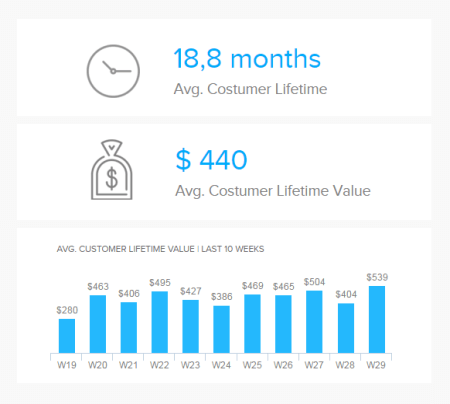 18,8 months
Avg. Costumer Lifetime
$
$ 440
Avg. Costumer Lifetime Value
AVG. CUSTOMER LIFETIME VALUE | LAST 10 WEEKS
$280 $463 $406 $495 $427 $386 $469 $465 $504 $404 $539
W19 W20 W21 W22 W23 W24 W25 W26 W27 W28 W29